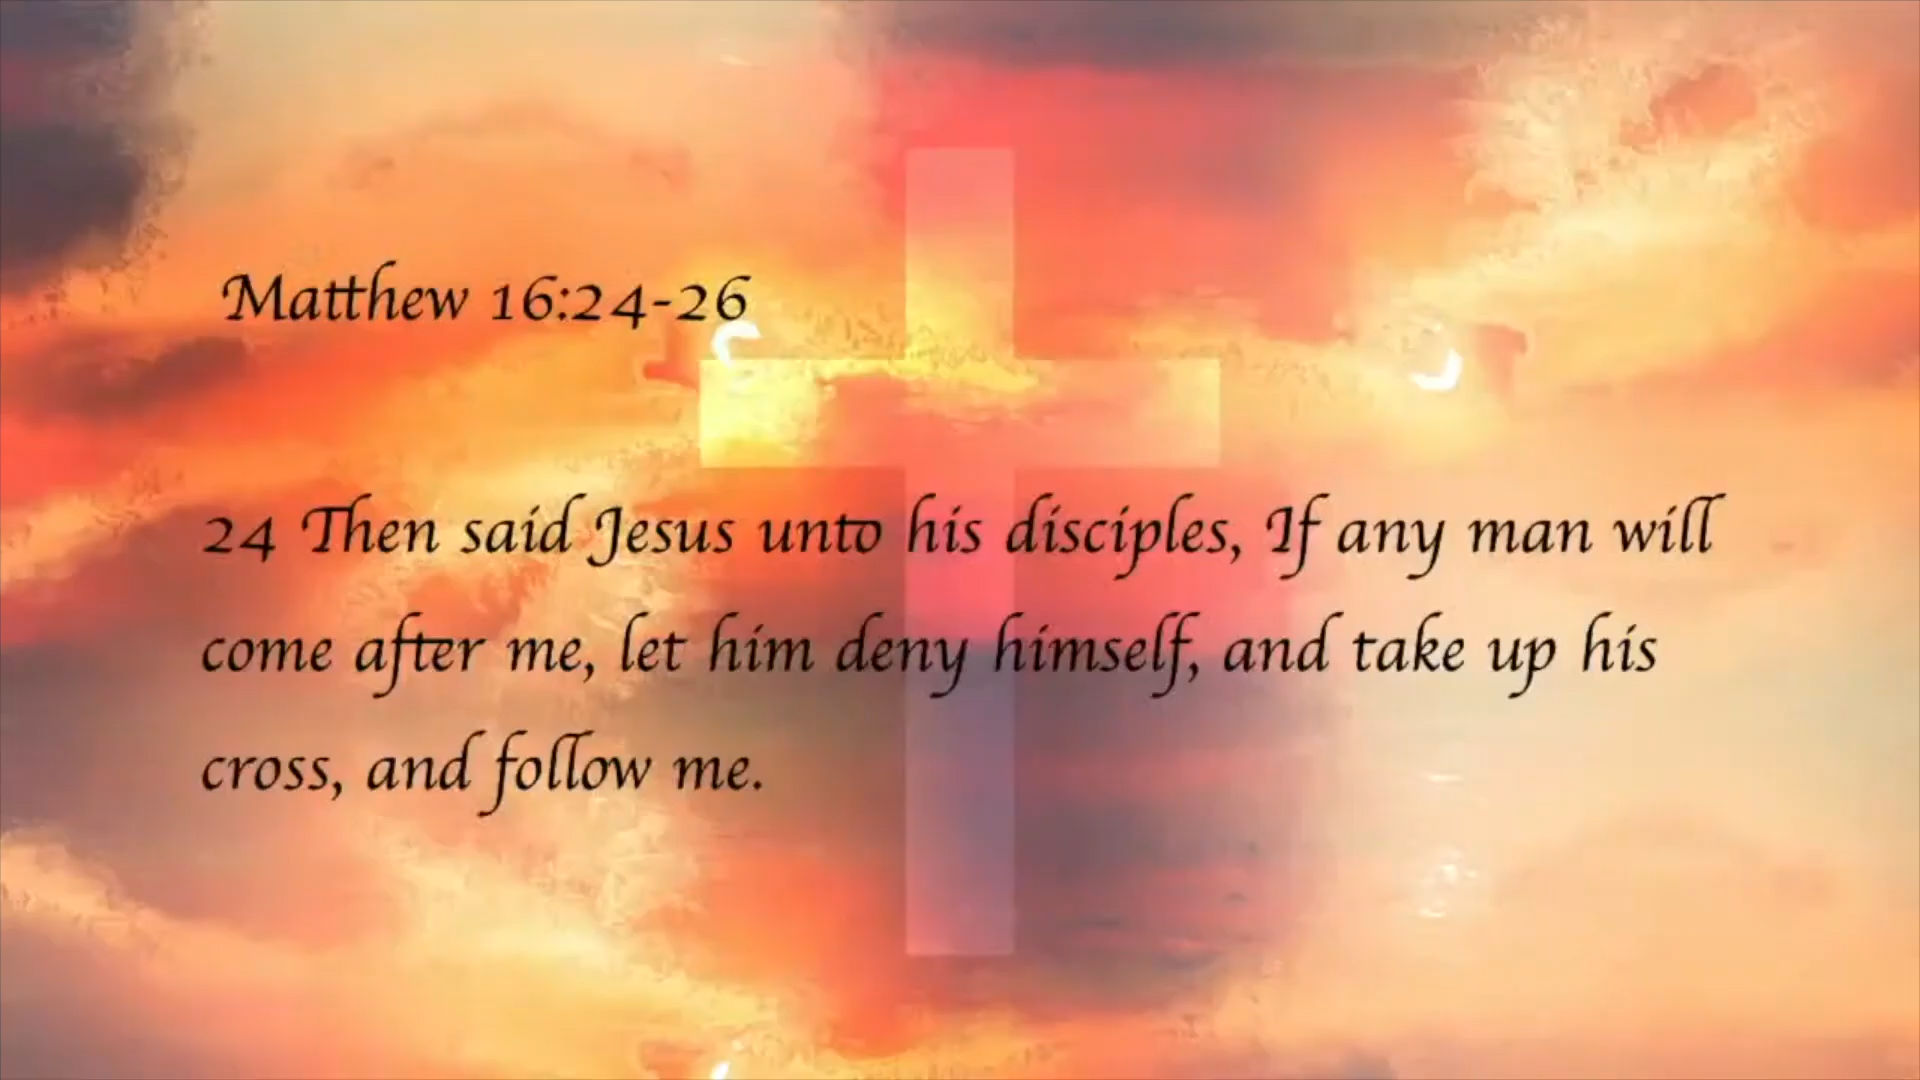 Matthew 16:24-26
24 Then said Jesus unto his disciples, If any man will
come after me, let him deny himself, and take up his
cross, and follow me.